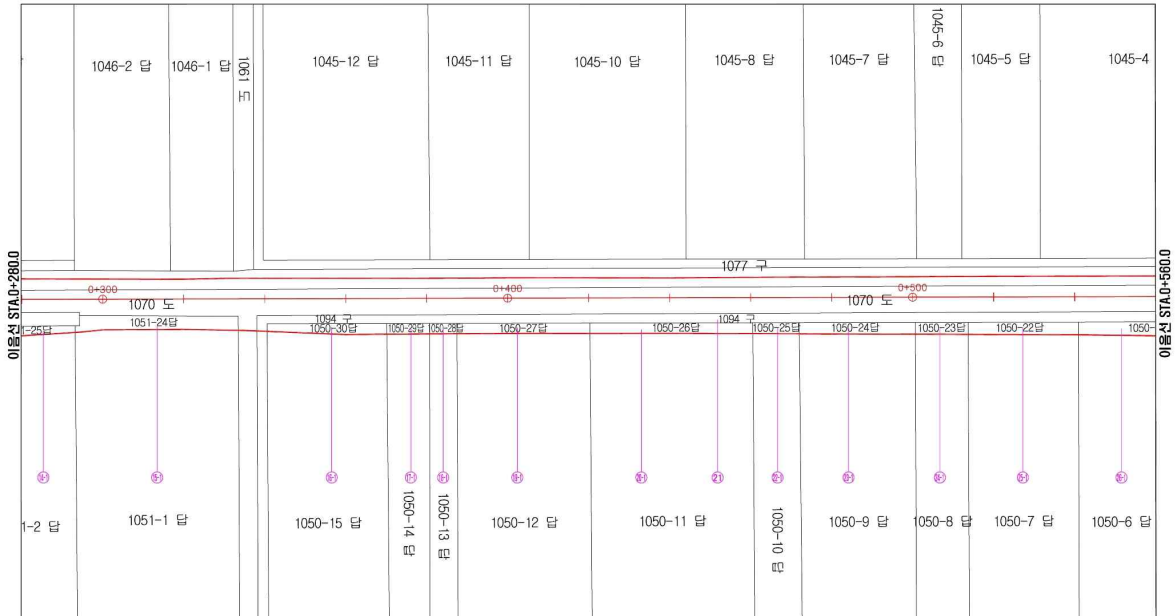 1046-2 답
1046-1 답
1061 도
1045-12 답
1045-11 답
1045-10 답
1045-8 답
1045-7 답
1045-6 답
1045-5 답
1045-4
1077 구
이음선 STA.0+280.0
0+300
0+400
0+500
이음선 STA.0+560.0
1070 도
1070 도
1-25답
1051-24답
1094 구
1094 구
1050-30답
1050-29답
1050-28답
1050-27답
1050-26답
1050-25답
1050-24답
1050-23답
1050-22답
1050-
21
1-2 답
1051-1 답
1050-15 답
1050-14 답
1050-13 답
1050-12 답
1050-11 답
1050-10 답
1050-9 답
1050-8 답
1050-7 답
1050-6 답